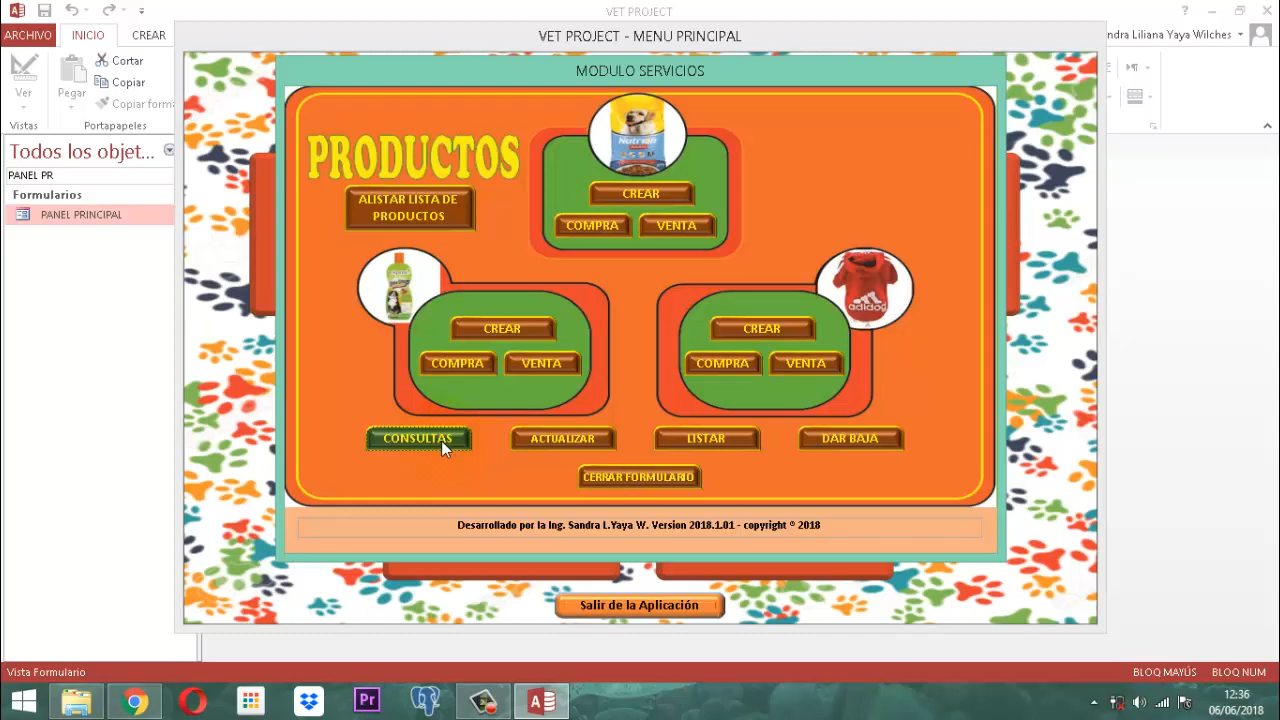 VET PROJECT
ARCHIVO
INICIO
CREAR
ndra Liliana Yaya Wilches
Ver
Vistas
Pegar
Cortar
Copiar
Copiar forma
Portapapeles
Todos los objet...
PANEL PR
Formularios
PANEL PRINCIPAL
VET PROJECT - MENU PRINCIPAL
MODULO SERVICIOS
PRODUCTOS
ALISTAR LISTA DE
PRODUCTOS
CREAR
COMPRA
VENTA
CREAR
COMPRA
VENTA
adidog
CREAR
COMPRA
VENTA
CONSULTAS
ACTUALIZAR
LISTAR
DAR BAJA
CERRAR FORMULARIO
Desarrollado por la Ing. Sandra L.Yaya W. Version 2018.1.01 - copyright ® 2018
Salir de la Aplicación
Vista Formulario
BLOQ MAYÚS
BLOQ NUM
Pr
12:36
06/06/2018